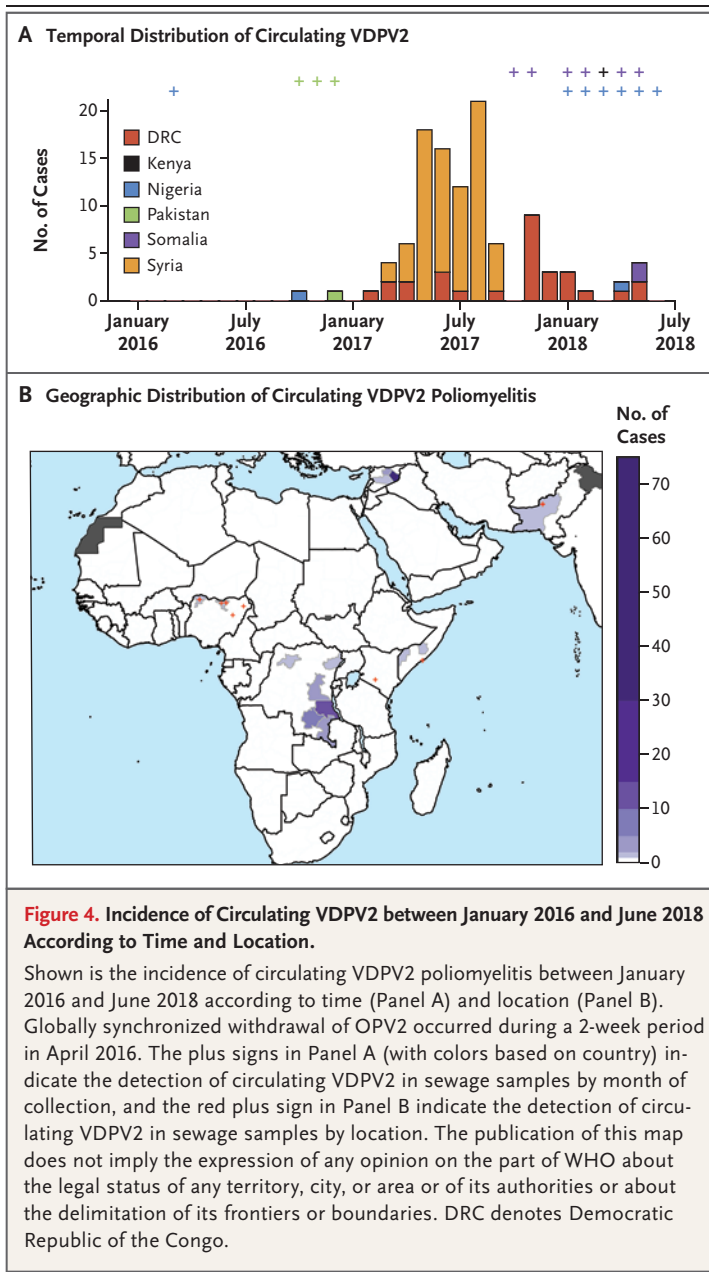 A Temporal Distribution of Circulating VDPV2
No. of Cases
20
15
10
5
0
DRC
Kenya
Nigeria
Pakistan
Somalia
Syria
January 2016
July 2016
January 2017
July 2017
January 2018
July 2018
B Geographic Distribution of Circulating VDPV2 Poliomyelitis
No. of
Cases
70
60
50
40
30
20
10
0
Figure 4. Incidence of Circulating VDPV2 between January 2016 and June 2018
According to Time and Location.
Shown is the incidence of circulating VDPV2 poliomyelitis between January
2016 and June 2018 according to time (Panel A) and location (Panel B).
Globally synchronized withdrawal of OPV2 occurred during a 2-week period
in April 2016. The plus signs in Panel A (with colors based on country) in-
dicate the detection of circulating VDPV2 in sewage samples by month of
collection, and the red plus sign in Panel B indicate the detection of circu-
lating VDPV2 in sewage samples by location. The publication of this map
does not imply the expression of any opinion on the part of WHO about
the legal status of any territory, city, or area or of its authorities or about
the delimitation of its frontiers or boundaries. DRC denotes Democratic
Republic of the Congo.